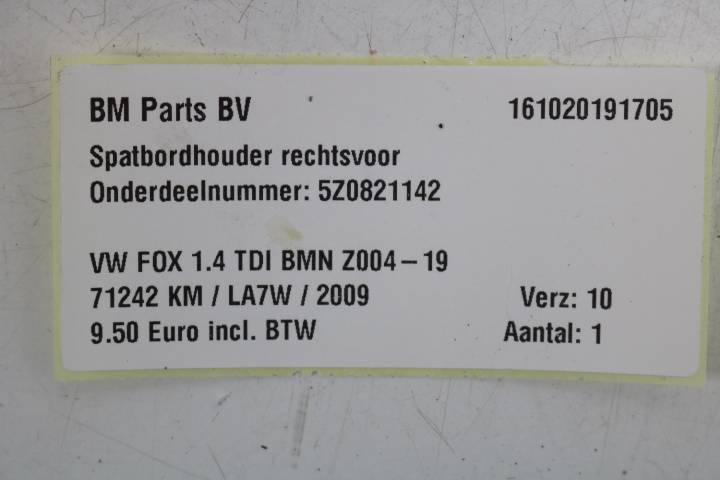 BM Parts BV 161020191705
Spatbordhouder rechtsvoor
Onderdeelnummer: 5Z0821142
VW FOX 1.4 TDI BMN Z004-19
71242 KM / LA7W / 2009 Verz: 10
9.50 Euro incl. BTW Aantal: 1